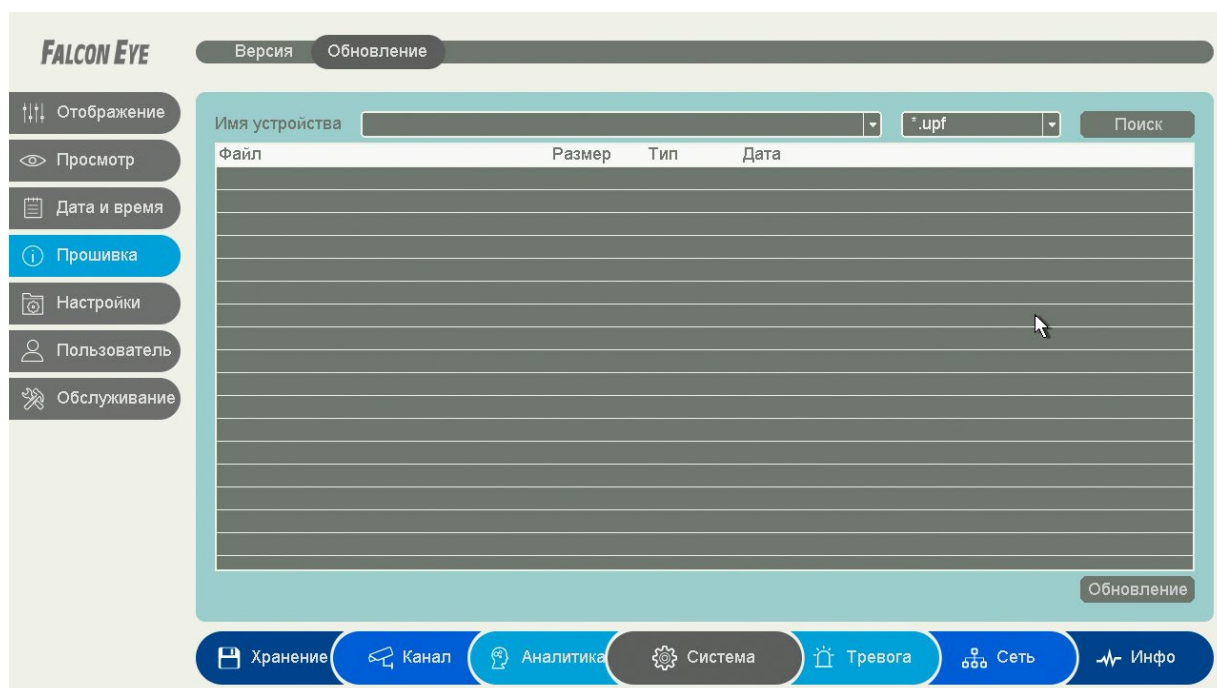 FALCON EYE
Версия Обновление
Отображение
Просмотр
Дата и время
Прошивка
Настройки
Пользователь
Обслуживание
Имя устройства *.upf Поиск
Файл Размер Тип Дата
Обновление
Хранение Канал Аналитика Система Тревога Сеть Инфо